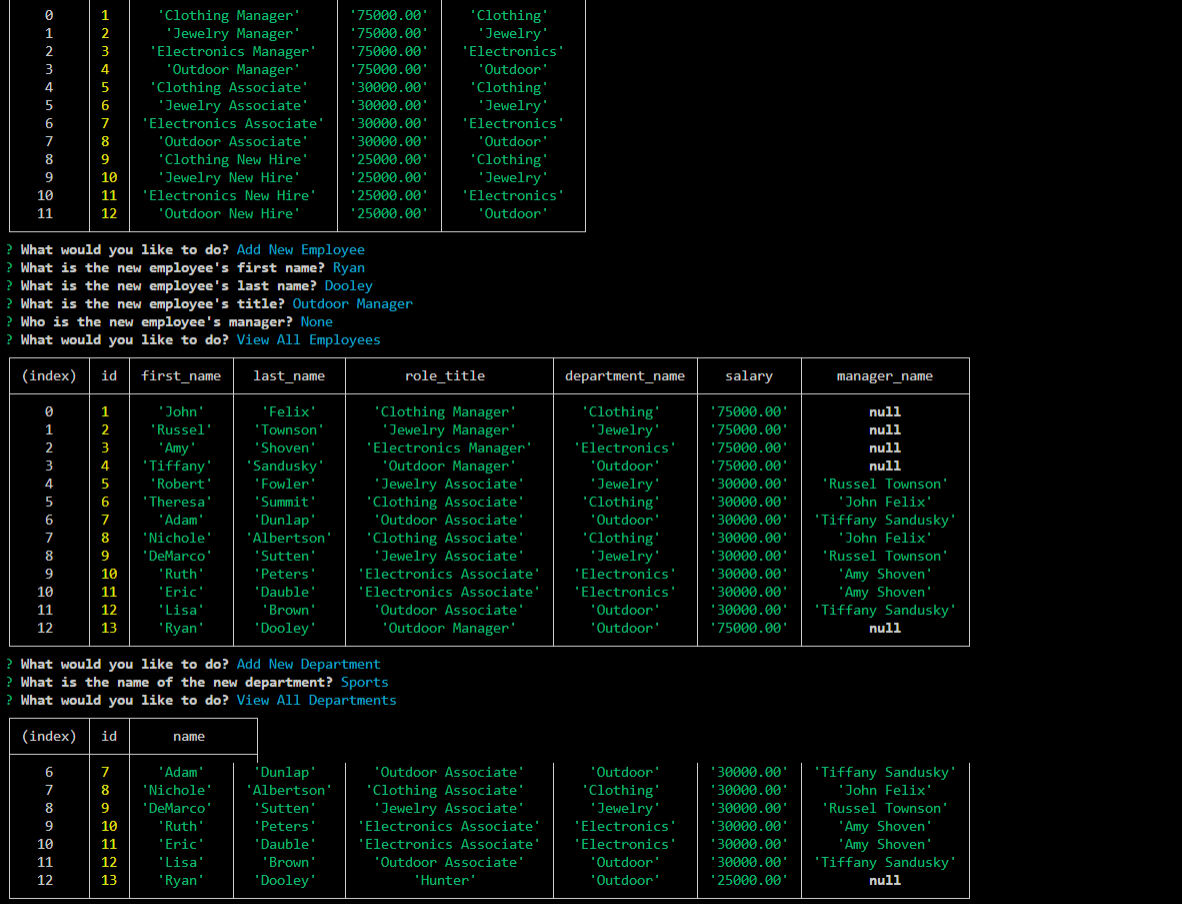 0 1 'Clothing Manager' '75000.00' 'Clothing'
1 2 'Jewelry Manager' '75000.00' 'Jewelry'
2 3 'Electronics Manager' '75000.00' 'Electronics'
3 4 'Outdoor Manager' '75000.00' 'Outdoor'
4 5 'Clothing Associate' '30000.00' 'Clothing'
5 6 'Jewelry Associate' '30000.00' 'Jewelry'
6 7 'Electronics Associate' '30000.00' 'Electronics'
7 8 'Outdoor Associate' '30000.00' 'Outdoor'
8 9 'Clothing New Hire' '25000.00' 'Clothing'
9 10 'Jewelry New Hire' '25000.00' 'Jewelry'
10 11 'Electronics New Hire' '25000.00' 'Electronics'
11 12 'Outdoor New Hire' '25000.00' 'Outdoor'
? What would you like to do? Add New Employee
? What is the new employee's first name? Ryan
? What is the new employee's last name? Dooley
? What is the new employee's title? Outdoor Manager
? Who is the new employee's manager? None
? What would you like to do? View All Employees
(index) id first_name last_name role_title department_name salary manager_name
0 1 'John' 'Felix' 'Clothing Manager' 'Clothing' '75000.00' null
1 2 'Russel' 'Townson' 'Jewelry Manager' 'Jewelry' '75000.00' null
2 3 'Amy' 'Shoven' 'Electronics Manager' 'Electronics' '75000.00' null
3 4 'Tiffany' 'Sandusky' 'Outdoor Manager' 'Outdoor' '75000.00' null
4 5 'Robert' 'Fowler' 'Jewelry Associate' 'Jewelry' '30000.00' 'Russel Townson'
5 6 'Theresa' 'Summit' 'Clothing Associate' 'Clothing' '30000.00' 'John Felix'
6 7 'Adam' 'Dunlap' 'Outdoor Associate' 'Outdoor' '30000.00' 'Tiffany Sandusky'
7 8 'Nichole' 'Albertson' 'Clothing Associate' 'Clothing' '30000.00' 'John Felix'
8 9 'DeMarco' 'Sutten' 'Jewelry Associate' 'Jewelry' '30000.00' 'Russel Townson'
9 10 'Ruth' 'Peters' 'Electronics Associate' 'Electronics' '30000.00' 'Amy Shoven'
10 11 'Eric' 'Dauble' 'Electronics Associate' 'Electronics' '30000.00' 'Amy Shoven'
11 12 'Lisa' 'Brown' 'Outdoor Associate' 'Outdoor' '30000.00' 'Tiffany Sandusky'
12 13 'Ryan' 'Dooley' 'Outdoor Manager' 'Outdoor' '75000.00' null
? What would you like to do? Add New Department
? What is the name of the new department? Sports
? What would you like to do? View All Departments
(index) id name
6 7 'Adam' 'Dunlap' 'Outdoor Associate' 'Outdoor' '30000.00' 'Tiffany Sandusky'
7 8 'Nichole' 'Albertson' 'Clothing Associate' 'Clothing' '30000.00' 'John Felix'
8 9 'DeMarco' 'Sutten' 'Jewelry Associate' 'Jewelry' '30000.00' 'Russel Townson'
9 10 'Ruth' 'Peters' 'Electronics Associate' 'Electronics' '30000.00' 'Amy Shoven'
10 11 'Eric' 'Dauble' 'Electronics Associate' 'Electronics' '30000.00' 'Amy Shoven'
11 12 'Lisa' 'Brown' 'Outdoor Associate' 'Outdoor' '30000.00' 'Tiffany Sandusky'
12 13 'Ryan' 'Dooley' 'Hunter' 'Outdoor' '25000.00' null